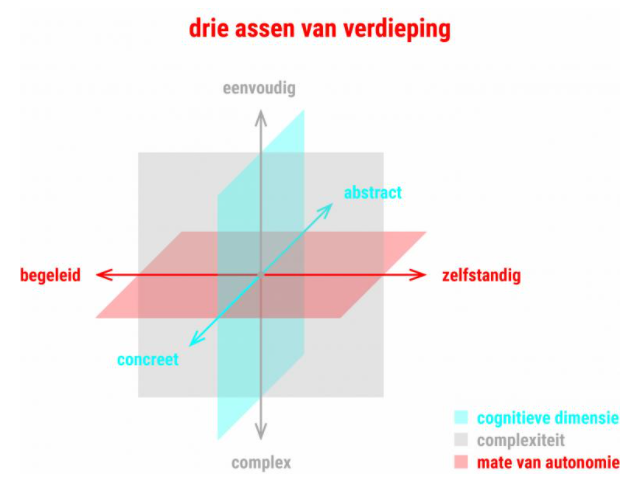 drie assen van verdieping
eenvoudig
abstract
begeleid
zelfstandig
concreet
complex
cognitieve dimensie
complexiteit
mate van autonomie